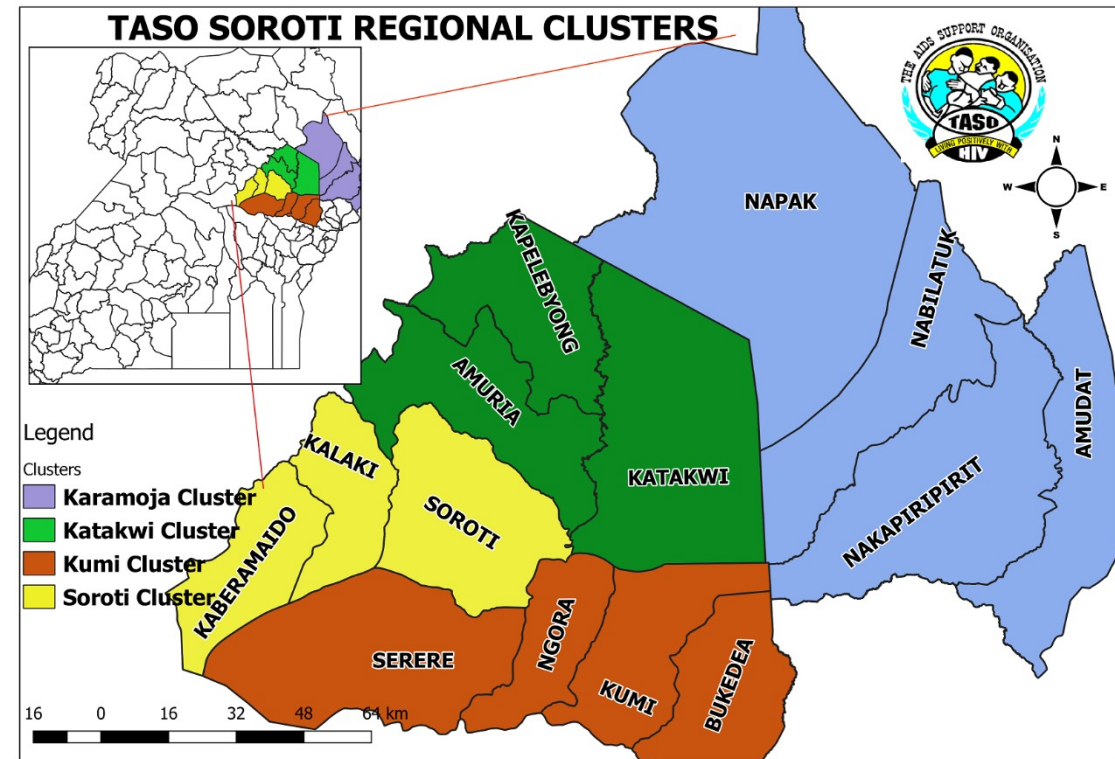 TASO SOROTI REGIONAL CLUSTERS
THE AIDS SUPPORT ORGANISATION
TASO
LIVING POSITIVELY WITH
HIV
N
W
E
S
NAPAK
KAPELEBYONG
NABILATUK
AMURIA
AMUDAT
KATAKWI
KALAKI
SOROTI
NAKAPIRIPIRIT
KABERAMAIDO
NGORA
SERERE
KUMI
BUKEDEA
Legend
Clusters
Karamoja Cluster
Katakwi Cluster
Kumi Cluster
Soroti Cluster
16 0 16 32 48 64 km